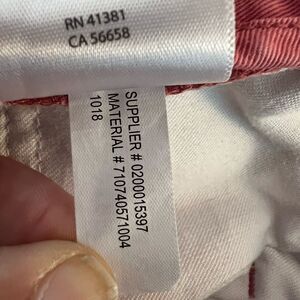 RN 41381
CA 56658
SUPPLIER # 0200015397
MATERIAL # 710740571004
1018